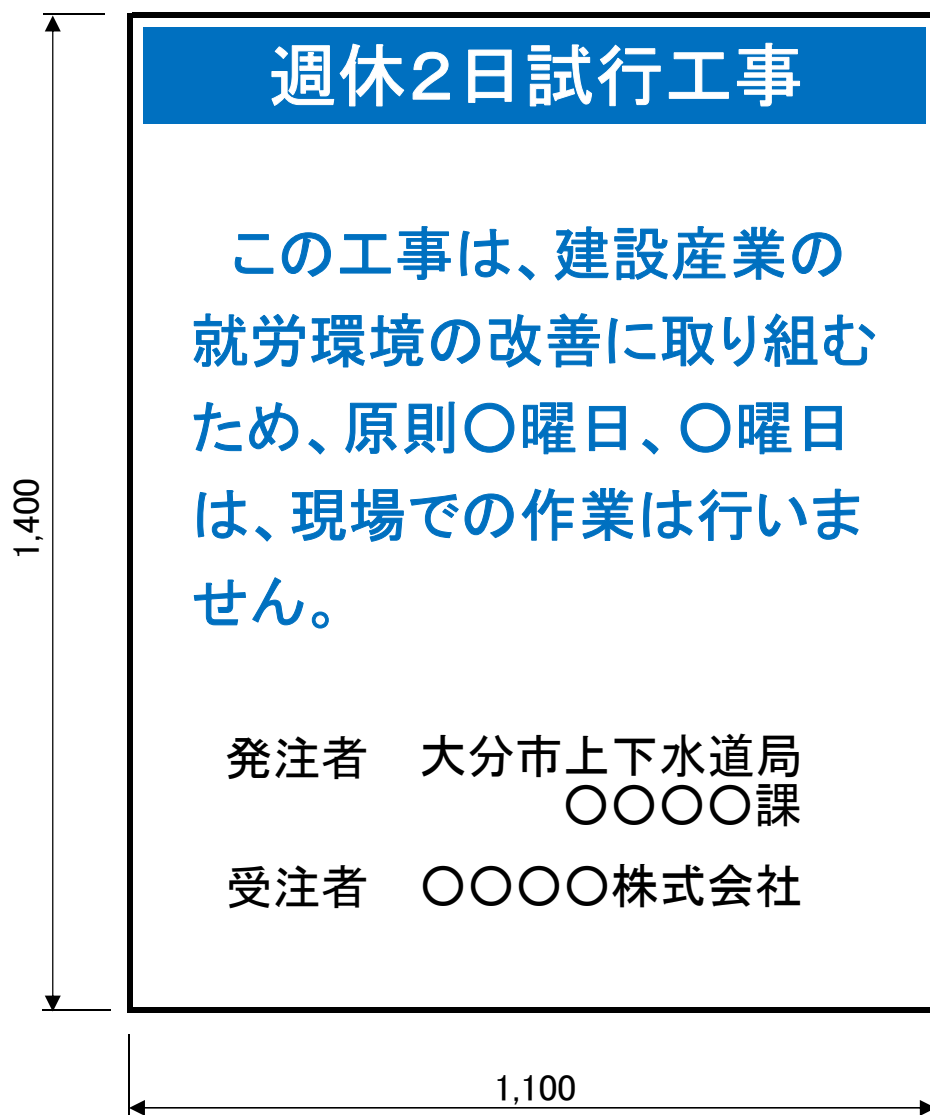 週休２日試行工事
この工事は、建設産業の
就労環境の改善に取り組む
ため、原則〇曜日、〇曜日
は、現場での作業は行いま
せん。
1,400
発注者　大分市上下水道局
〇〇〇〇課
受注者　〇〇〇〇株式会社
1,100